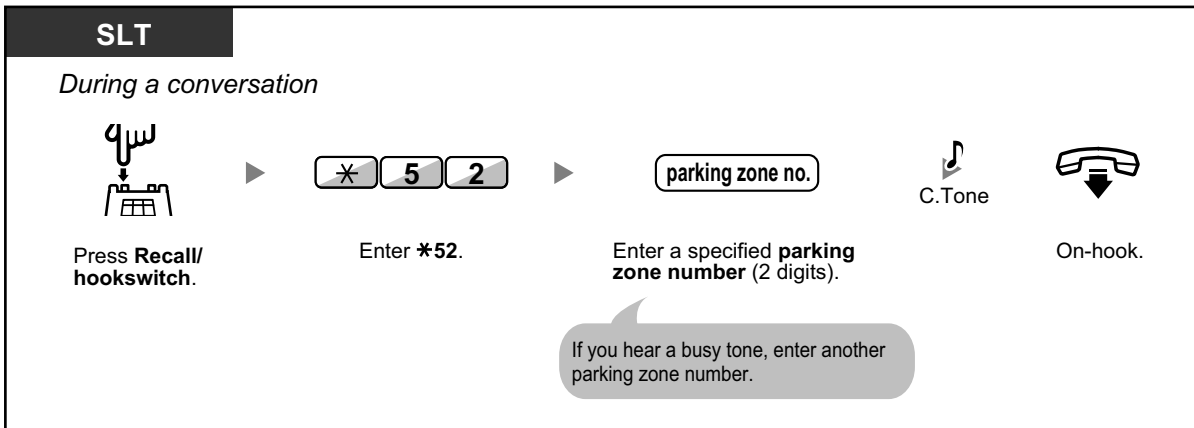 SLT
During a conversation
* 5 2
parking zone no.
C.Tone
Press Recall/
hookswitch.
Enter *52.
Enter a specified parking
zone number (2 digits).
On-hook.
If you hear a busy tone, enter another
parking zone number.